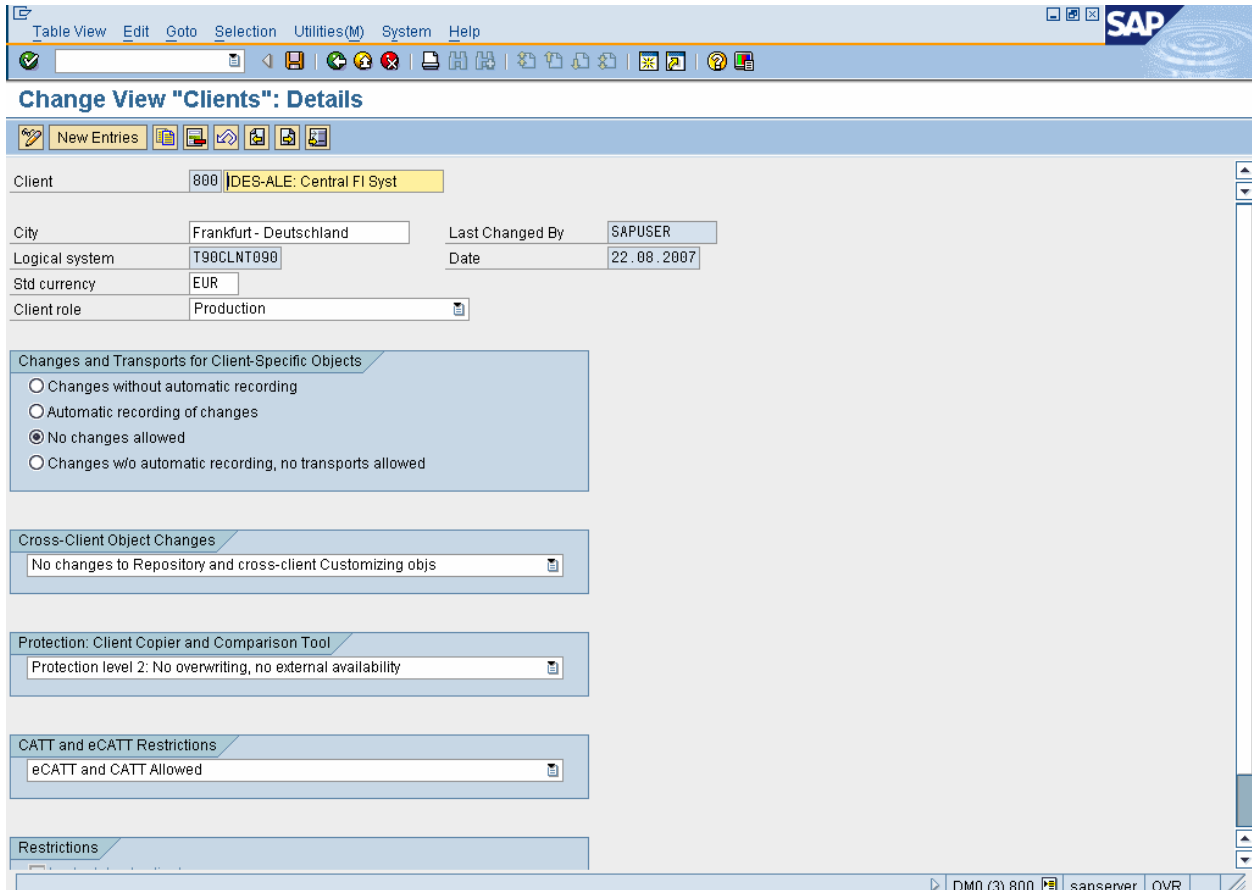 Table View Edit Goto Selection Utilities(M) System Help
SAP
Change View "Clients": Details
New Entries
Client 800 IDES-ALE: Central FI Syst
City Frankfurt - Deutschland Last Changed By SAPUSER
Logical system T90CLNT090 Date 22.08.2007
Std currency EUR
Client role Production
Changes and Transports for Client-Specific Objects
Changes without automatic recording
Automatic recording of changes
No changes allowed
Changes w/o automatic recording, no transports allowed
Cross-Client Object Changes
No changes to Repository and cross-client Customizing objs
Protection: Client Copier and Comparison Tool
Protection level 2: No overwriting, no external availability
CATT and eCATT Restrictions
eCATT and CATT Allowed
Restrictions
DM0 (3) 800 sapserver OVR